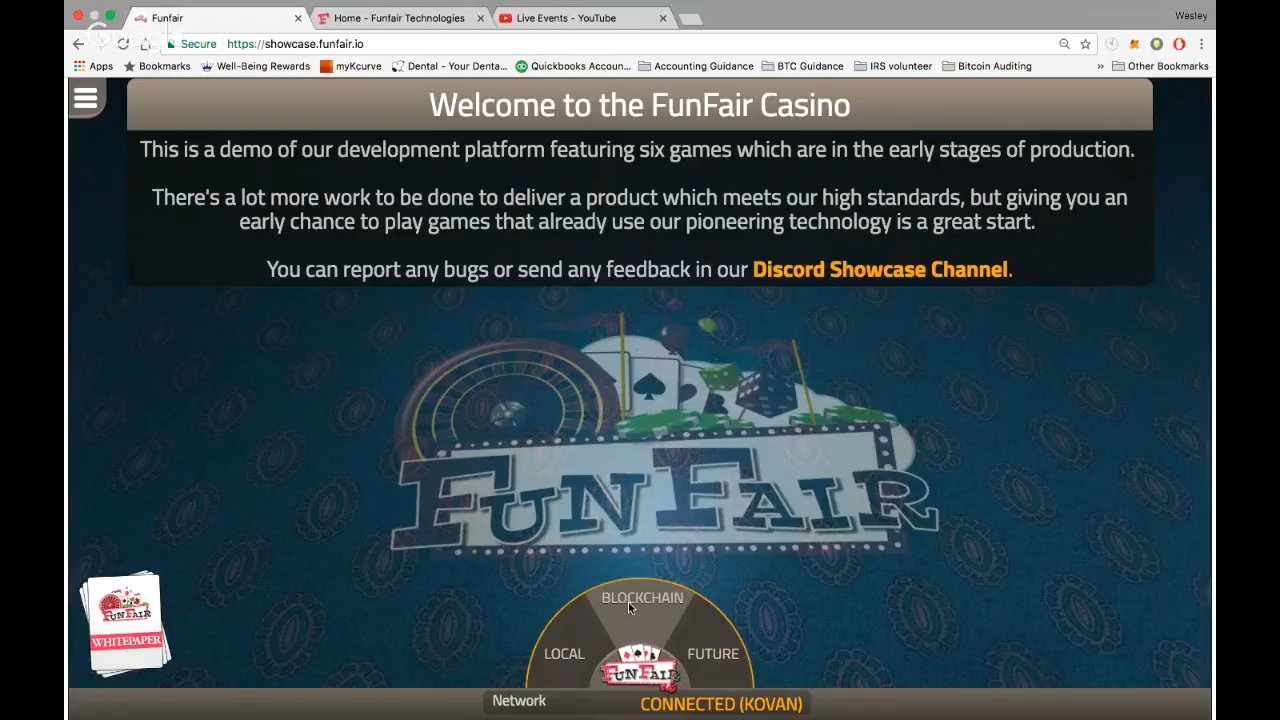 Funfair
Home - Funfair Technologies
Live Events - YouTube
Wesley
Google
Secure
https://showcase.funfair.io
Apps
Bookmarks
Well-Being Rewards
myKcurve
Dental - Your Denta...
Quickbooks Accoun...
Accounting Guidance
BTC Guidance
IRS volunteer
Bitcoin Auditing
»
Other Bookmarks
Welcome to the FunFair Casino
This is a demo of our development platform featuring six games which are in the early stages of production.
There's a lot more work to be done to deliver a product which meets our high standards, but giving you an
early chance to play games that already use our pioneering technology is a great start.
You can report any bugs or send any feedback in our Discord Showcase Channel.
FUNFAIR
BLOCKCHAIN
LOCAL
FUTURE
FUNFAIR
FUNFAIR
WHITEPAPER
Network
CONNECTED (KOVAN)